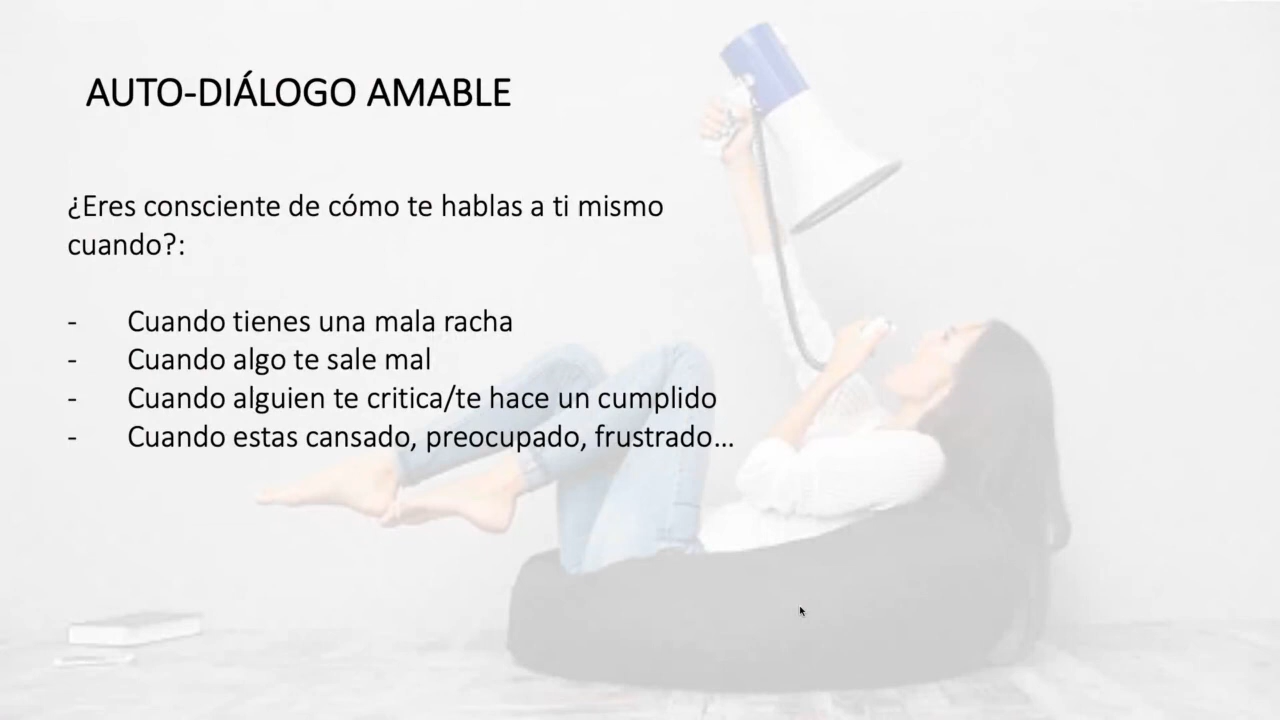 AUTO-DIÁLOGO AMABLE
¿Eres consciente de cómo te hablas a ti mismo
cuando?:
- Cuando tienes una mala racha
- Cuando algo te sale mal
- Cuando alguien te critica/te hace un cumplido
- Cuando estas cansado, preocupado, frustrado...